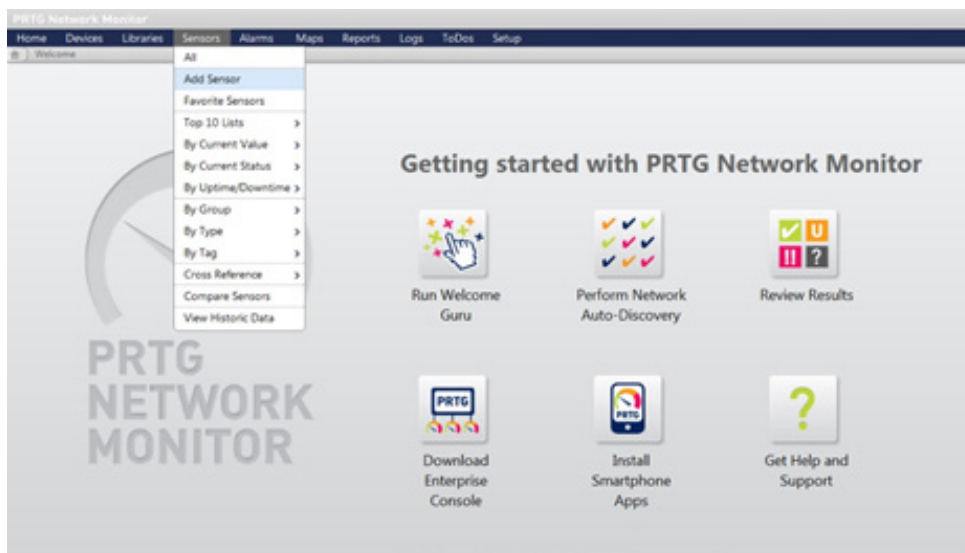 PRTG Network Monitor
Home Devices Libraries Sensors Alarms Maps Reports Logs ToDos Setup
Welcome
All
Add Sensor
Favorite Sensors
Top 10 Lists
By Current Value
By Current Status
By Uptime/Downtime
By Group
By Type
By Tag
Cross Reference
Compare Sensors
View Historic Data
PRTG
NETWORK
MONITOR
Getting started with PRTG Network Monitor
Run Welcome
Guru
Perform Network
Auto-Discovery
U
!! ?
Review Results
PRTG
Download
Enterprise
Console
PRTG
Install
Smartphone
Apps
?
Get Help and
Support